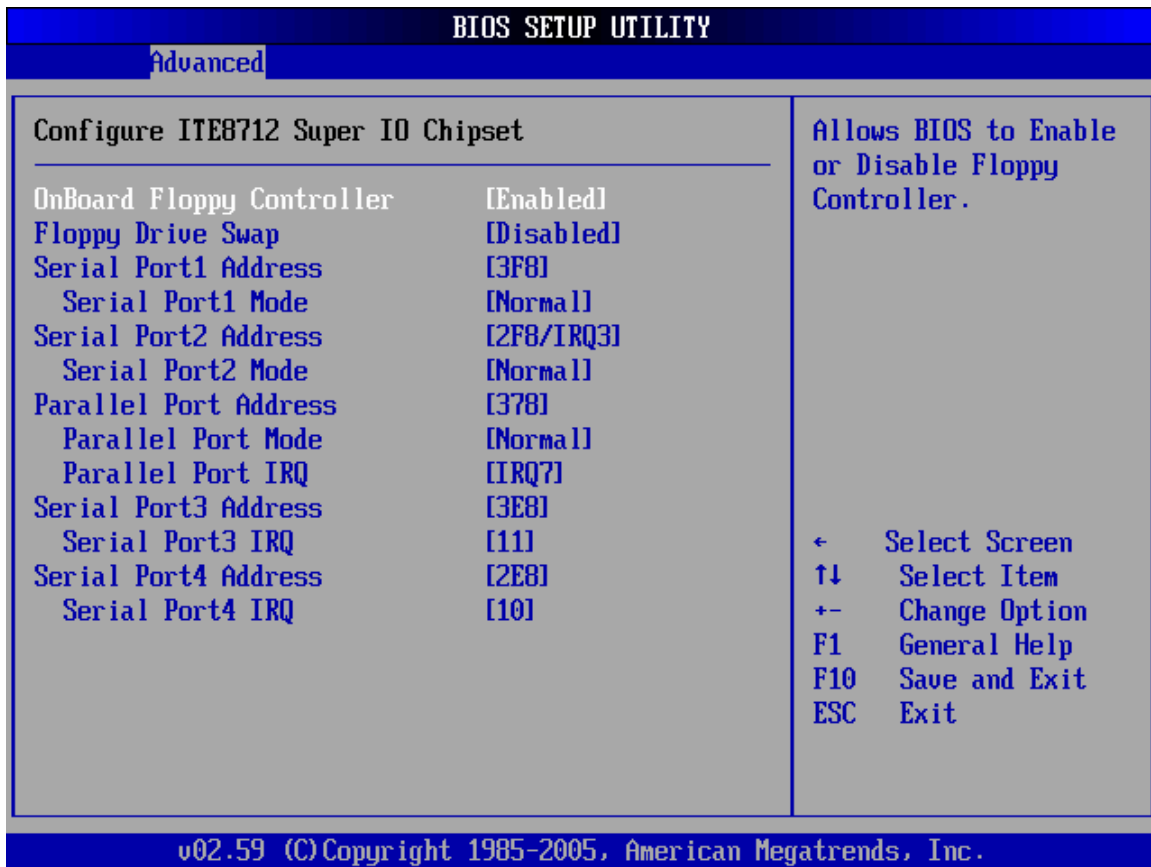 BIOS SETUP UTILITY
Advanced
Configure ITE8712 Super IO Chipset
OnBoard Floppy Controller [Enabled]
Floppy Drive Swap [Disabled]
Serial Port1 Address [3F8]
Serial Port1 Mode [Normal]
Serial Port2 Address [2F8/IRQ3]
Serial Port2 Mode [Normal]
Parallel Port Address [378]
Parallel Port Mode [Normal]
Parallel Port IRQ [IRQ7]
Serial Port3 Address [3E8]
Serial Port3 IRQ [11]
Serial Port4 Address [2E8]
Serial Port4 IRQ [10]
Allows BIOS to Enable
or Disable Floppy
Controller.
← Select Screen
↑↓ Select Item
+- Change Option
F1 General Help
F10 Save and Exit
ESC Exit
v02.59 (C)Copyright 1985-2005, American Megatrends, Inc.